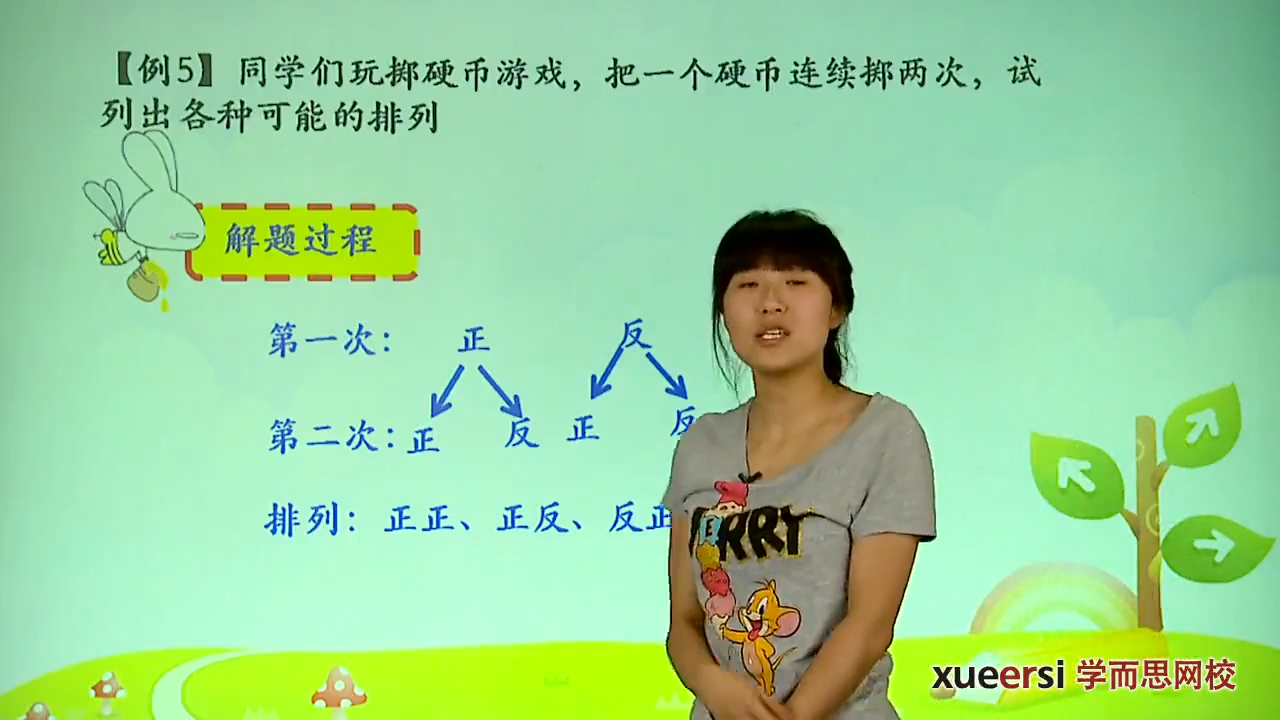 【例5】同学们玩掷硬币游戏，把一个硬币连续掷两次，试
列出各种可能的排列
解题过程
第一次： 正 反
第二次：正 反 正 反
排列：正正、正反、反正
ERRY
xueersi 学而思网校